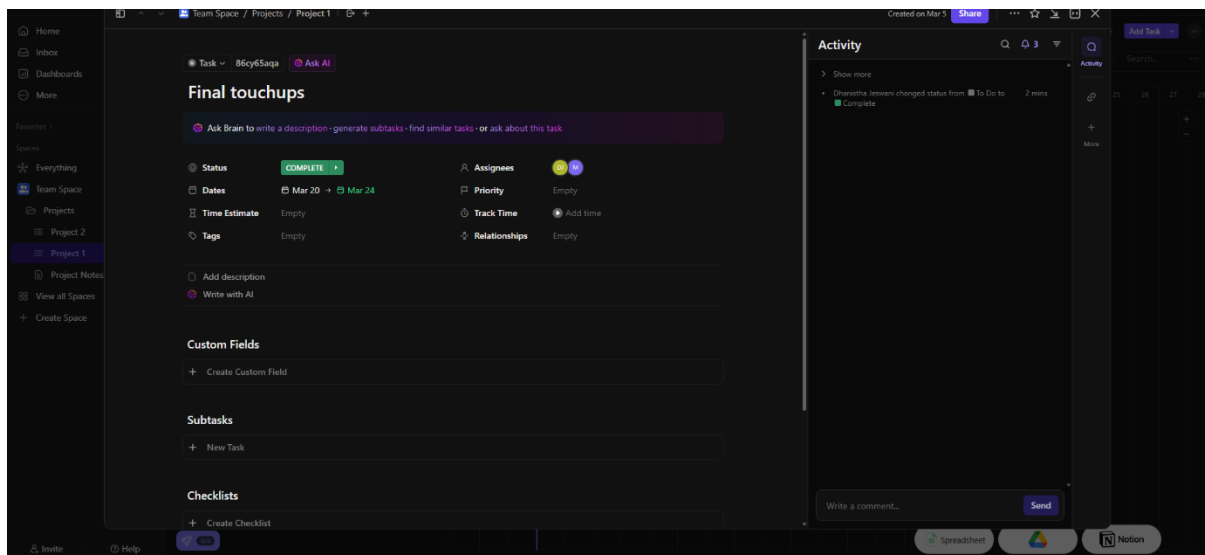 Team Space / Projects / Project 1
Created on Mar 5
Share
Home
Inbox
Dashboards
More
Favorites
Spaces
Everything
Team Space
Projects
Project 2
Project 1
Project Notes
View all Spaces
Create Space
Invite
Help
Task 86cy65aqa Ask AI
Final touchups
Ask Brain to write a description · generate subtasks · find similar tasks · or ask about this task
Status COMPLETE Assignees DJ M
Dates Mar 20 → Mar 24 Priority Empty
Time Estimate Empty Track Time Add time
Tags Empty Relationships Empty
Add description
Write with AI
Custom Fields
+ Create Custom Field
Subtasks
+ New Task
Checklists
+ Create Checklist
Activity 3
Show more
Dhanistha Jeswani changed status from To Do to Complete 2 mins
Write a comment...
Send
Activity
More
Add Task
Search...
25 26 27 28
Spreadsheet
Notion